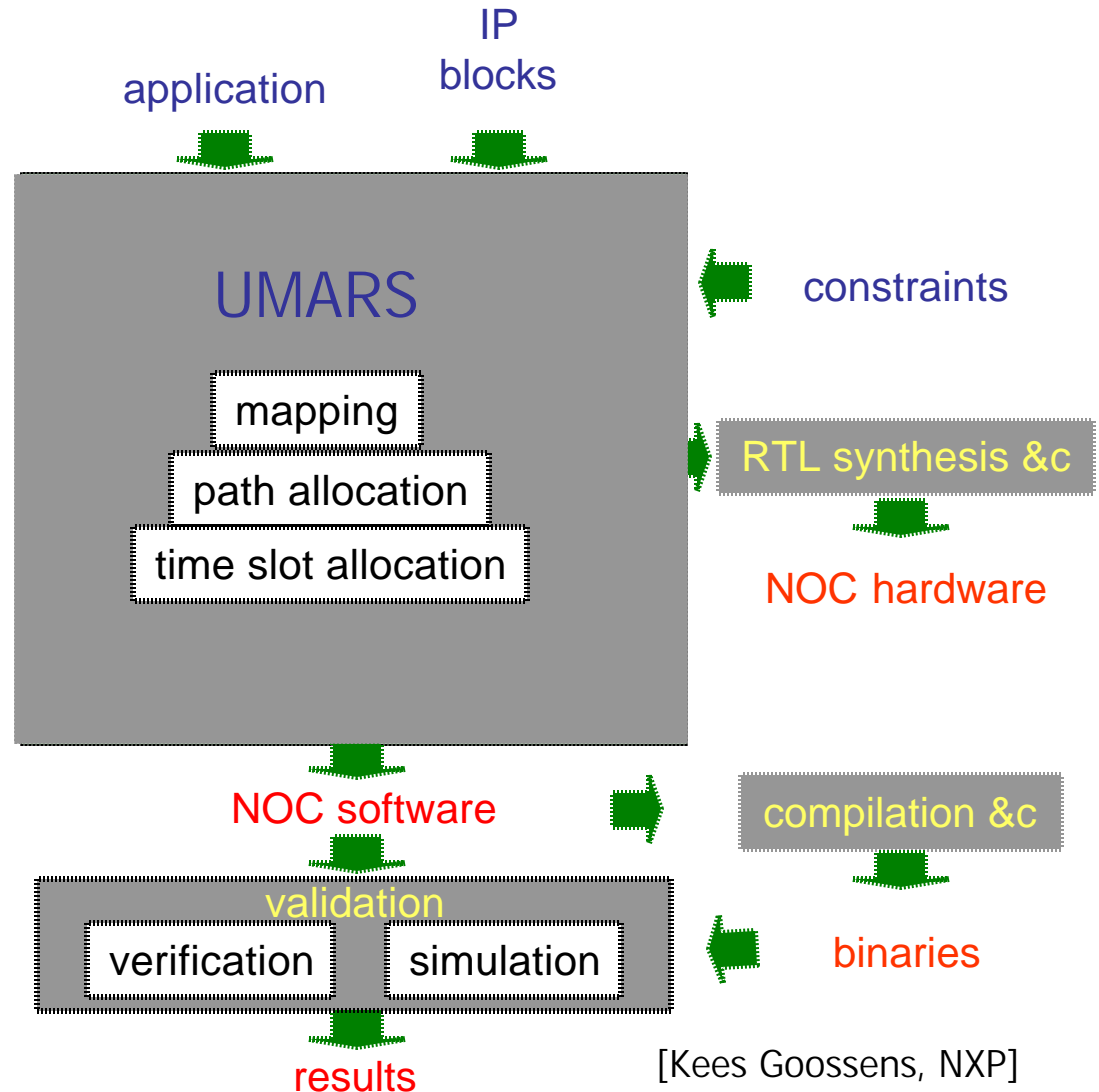 IP
blocks
application
UMARS
constraints
mapping
path allocation
time slot allocation
RTL synthesis &c
NOC hardware
NOC software
compilation &c
validation
verification
simulation
binaries
results
[Kees Goossens, NXP]